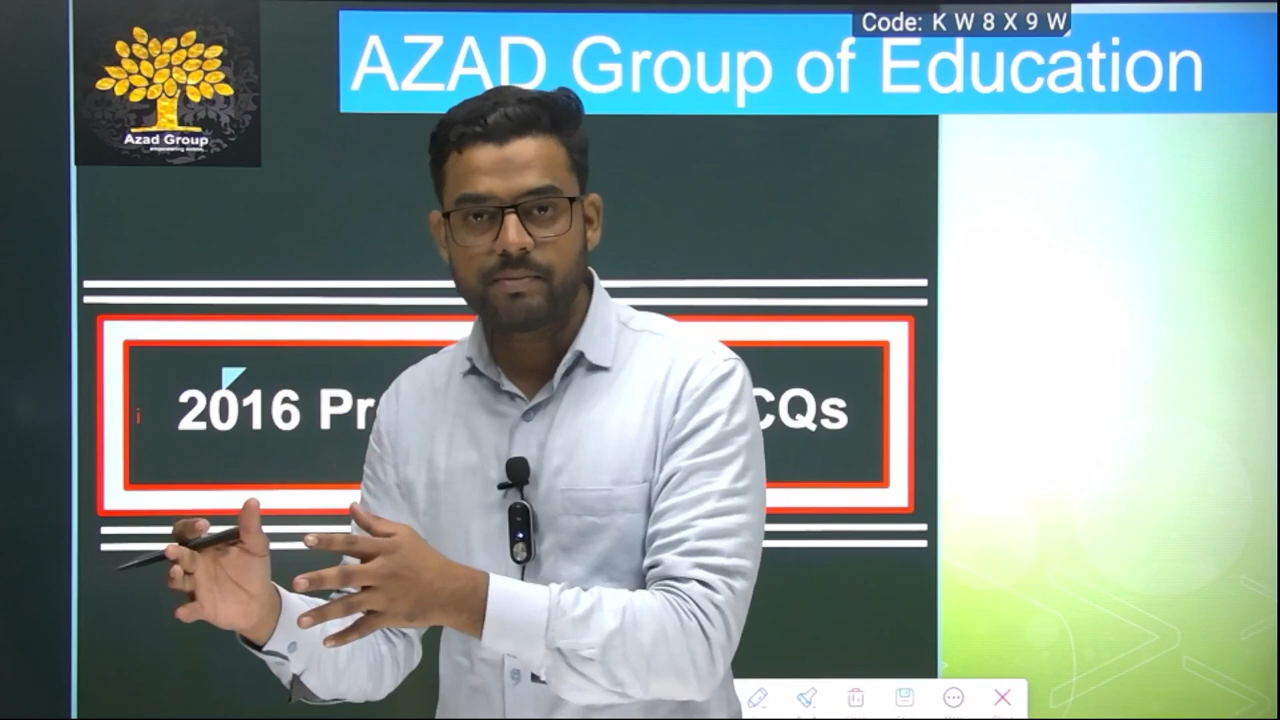 Code: K W 8 X 9 W
AZAD Group of Education
Azad Group
i
2016 Pr CQs